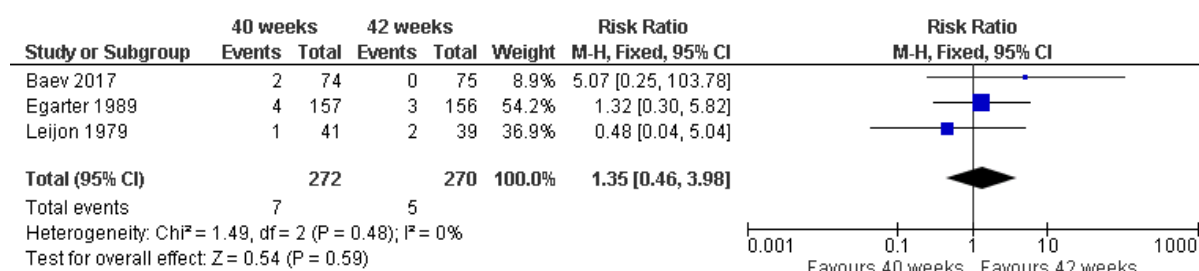 40 weeks 42 weeks Risk Ratio Risk Ratio
Study or Subgroup Events Total Events Total Weight M-H, Fixed, 95% CI M-H, Fixed, 95% CI
Baev 2017 2 74 0 75 8.9% 5.07 [0.25, 103.78]
Egarter 1989 4 157 3 156 54.2% 1.32 [0.30, 5.82]
Leijon 1979 1 41 2 39 36.9% 0.48 [0.04, 5.04]
Total (95% CI) 272 270 100.0% 1.35 [0.46, 3.98]
Total events 7 5
Heterogeneity: Chi² = 1.49, df = 2 (P = 0.48); I² = 0%
Test for overall effect: Z = 0.54 (P = 0.59)
0.001 0.1 1 10 1000
Favours 40 weeks Favours 42 weeks